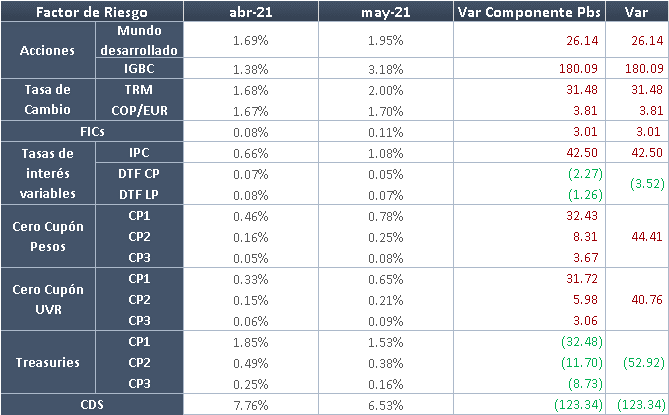 Factor de Riesgo abr-21 may-21 Var Componente Pbs Var
Acciones Mundo desarrollado 1.69% 1.95% 26.14 26.14
IGBC 1.38% 3.18% 180.09 180.09
Tasa de Cambio TRM 1.68% 2.00% 31.48 31.48
COP/EUR 1.67% 1.70% 3.81 3.81
FICs 0.08% 0.11% 3.01 3.01
Tasas de interés variables IPC 0.66% 1.08% 42.50 42.50
DTF CP 0.07% 0.05% (2.27) (3.52)
DTF LP 0.08% 0.07% (1.26)
Cero Cupón Pesos CP1 0.46% 0.78% 32.43 44.41
CP2 0.16% 0.25% 8.31
CP3 0.05% 0.08% 3.67
Cero Cupón UVR CP1 0.33% 0.65% 31.72 40.76
CP2 0.15% 0.21% 5.98
CP3 0.06% 0.09% 3.06
Treasuries CP1 1.85% 1.53% (32.48) (52.92)
CP2 0.49% 0.38% (11.70)
CP3 0.25% 0.16% (8.73)
CDS 7.76% 6.53% (123.34) (123.34)